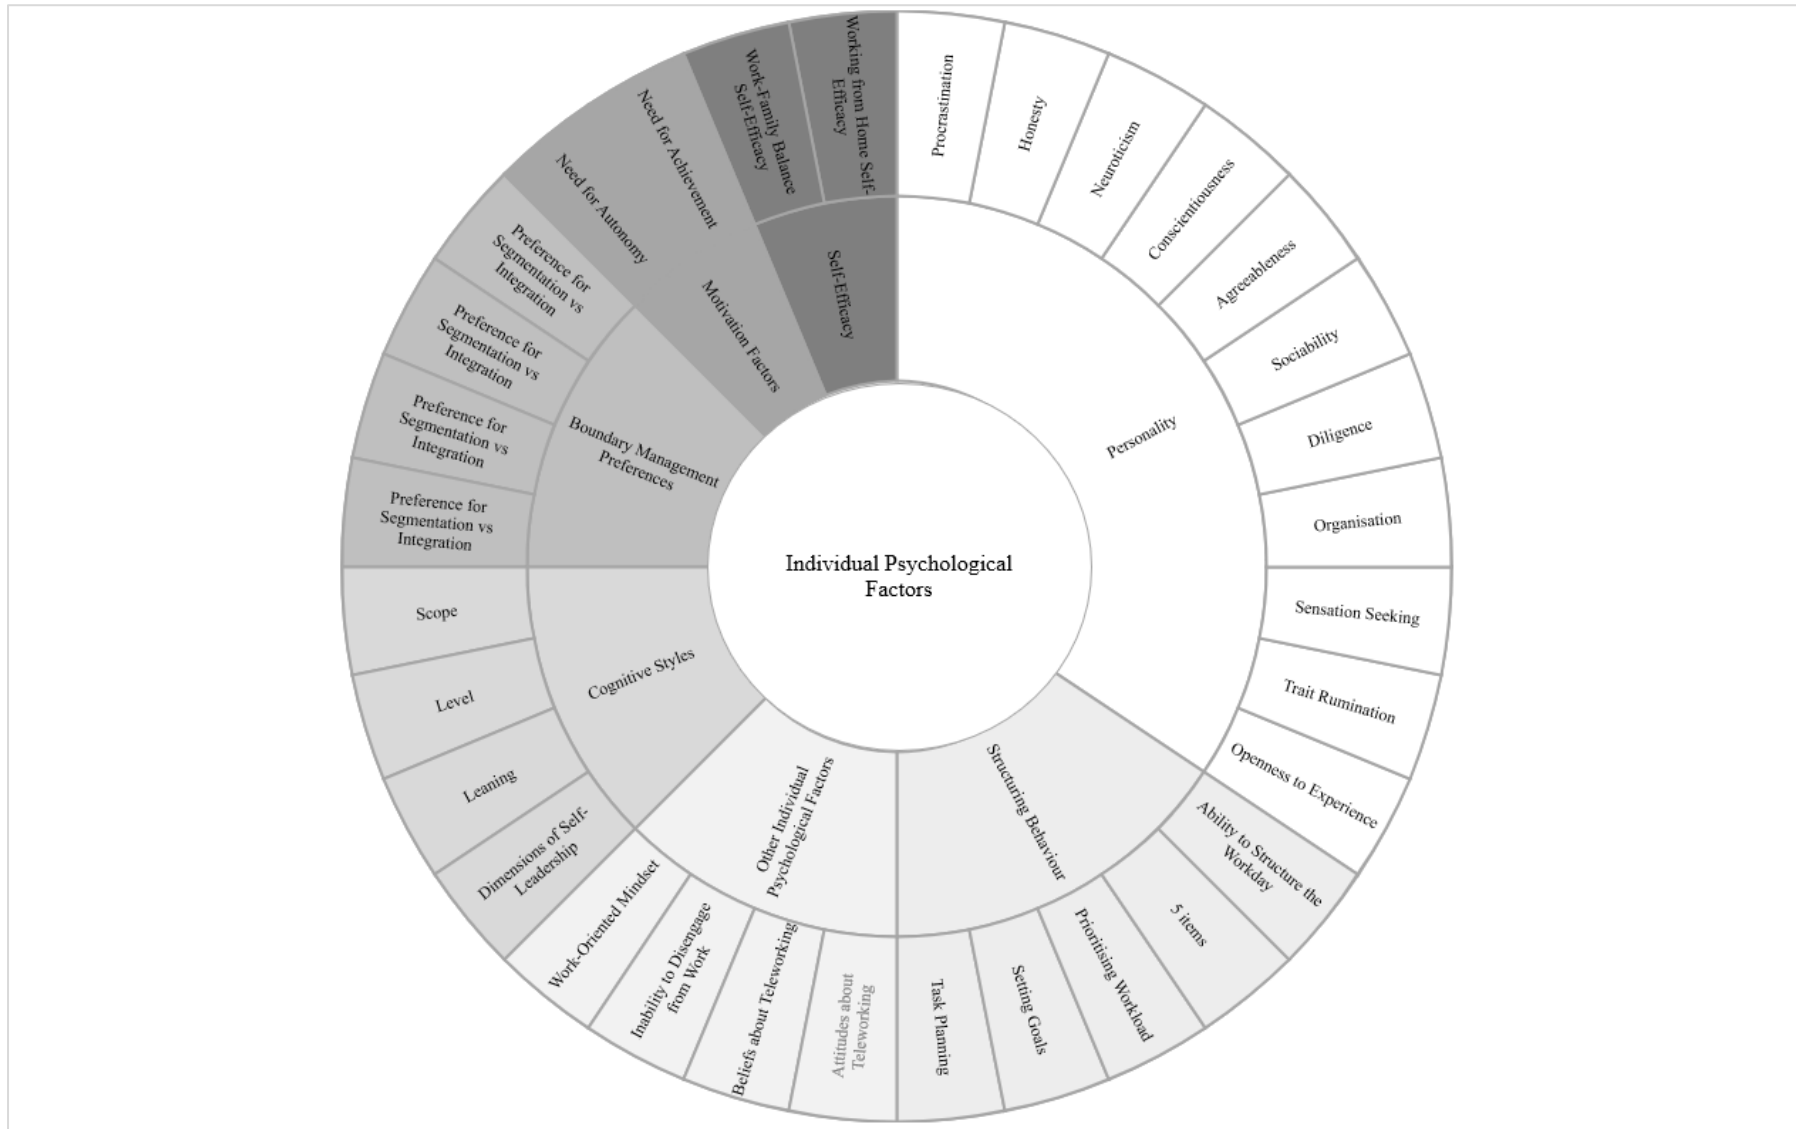 Individual Psychological
Factors
Personality
Procrastination
Honesty
Neuroticism
Conscientiousness
Agreeableness
Sociability
Diligence
Organisation
Sensation Seeking
Trait Rumination
Openness to Experience
Structuring Behaviour
Ability to Structure the
Workday
5 items
Prioritising Workload
Setting Goals
Task Planning
Other Individual
Psychological Factors
Attitudes about
Teleworking
Beliefs about Teleworking
Inability to Disengage
from Work
Work-Oriented Mindset
Cognitive Styles
Dimensions of Self-
Leadership
Leaning
Level
Scope
Boundary Management
Preferences
Preference for
Segmentation vs
Integration
Preference for
Segmentation vs
Integration
Preference for
Segmentation vs
Integration
Preference for
Segmentation vs
Integration
Motivation Factors
Need for Autonomy
Need for Achievement
Self-Efficacy
Work-Family Balance
Self-Efficacy
Working from Home Self-
Efficacy